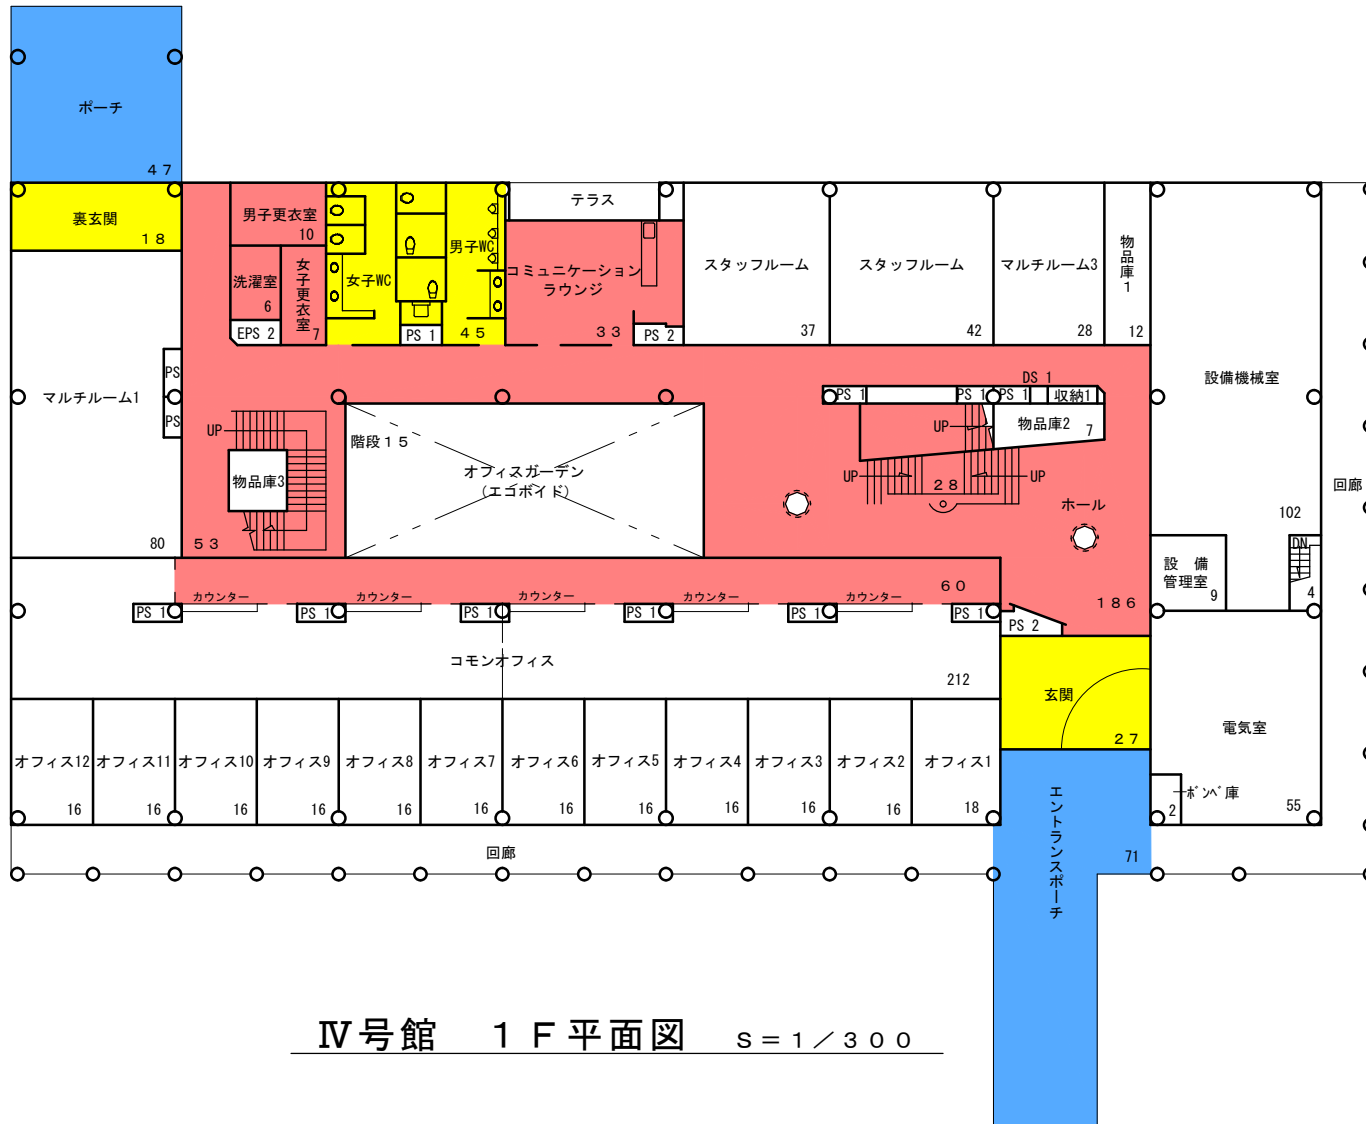 ポーチ
４７
裏玄関
１８
男子更衣室
10
洗濯室
6
女子更衣室
7
EPS 2
女子WC
男子WC
PS 1
４５
テラス
コミュニケーション
ラウンジ
３３
PS 2
スタッフルーム
37
スタッフルーム
42
マルチルーム3
28
物品庫1
12
設備機械室
102
回廊
マルチルーム1
PS
PS
80
UP
物品庫3
５３
階段１５
オフィスガーデン
(エコボイド)
DS 1
PS 1
PS 1
PS 1
収納1
UP
物品庫2
7
UP
２８
UP
ホール
設　備
管理室
9
DN
4
６０
１８６
カウンター
カウンター
カウンター
カウンター
カウンター
PS 1
PS 1
PS 1
PS 1
PS 1
PS 1
PS 2
コモンオフィス
212
玄関
２７
電気室
55
ﾎﾞﾝﾍﾞ庫
2
オフィス12
16
オフィス11
16
オフィス10
16
オフィス9
16
オフィス8
16
オフィス7
16
オフィス6
16
オフィス5
16
オフィス4
16
オフィス3
16
オフィス2
16
オフィス1
18
エントランスポーチ
71
回廊
Ⅳ号館　１Ｆ平面図　Ｓ＝１／３００